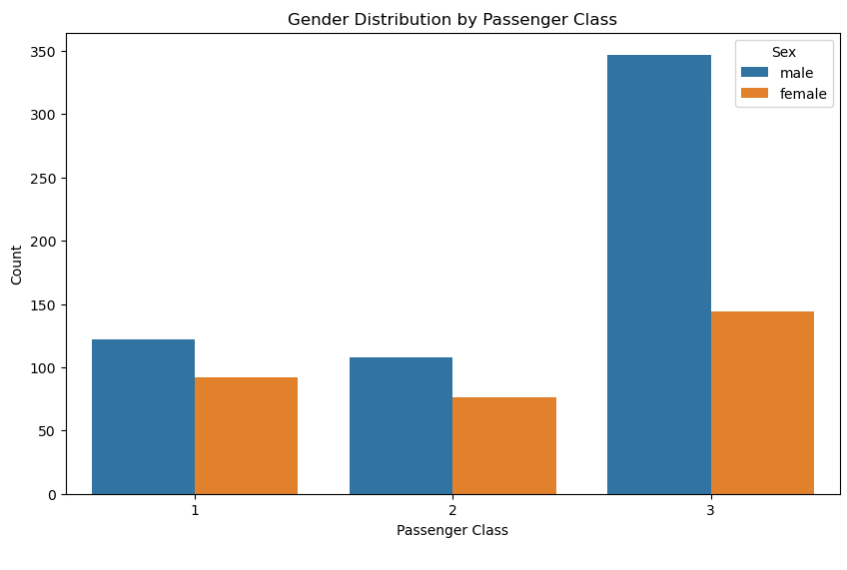 Gender Distribution by Passenger Class
Sex
male
female
350
300
250
200
150
100
50
0
Count
1 2 3
Passenger Class